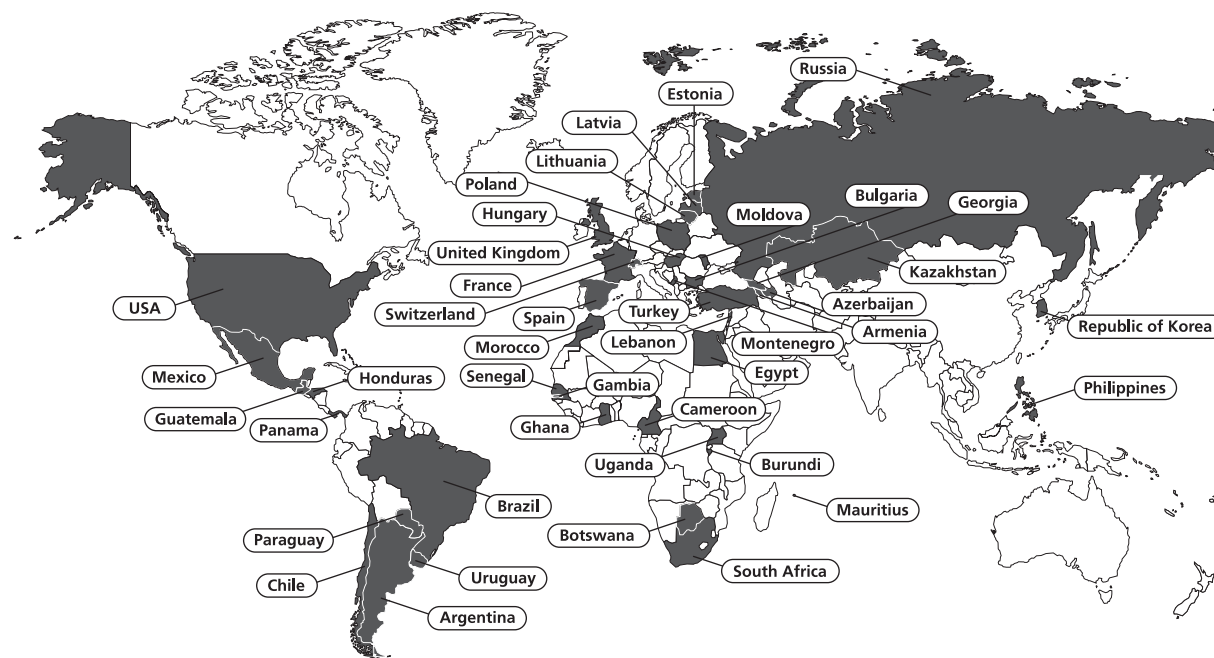 Russia
Estonia
Latvia
Lithuania
Poland
Bulgaria
Georgia
Hungary
Moldova
United Kingdom
Kazakhstan
France
USA
Switzerland
Spain
Turkey
Azerbaijan
Republic of Korea
Armenia
Morocco
Lebanon
Montenegro
Mexico
Honduras
Senegal
Gambia
Egypt
Philippines
Guatemala
Panama
Ghana
Cameroon
Uganda
Burundi
Brazil
Mauritius
Paraguay
Botswana
Chile
Uruguay
South Africa
Argentina